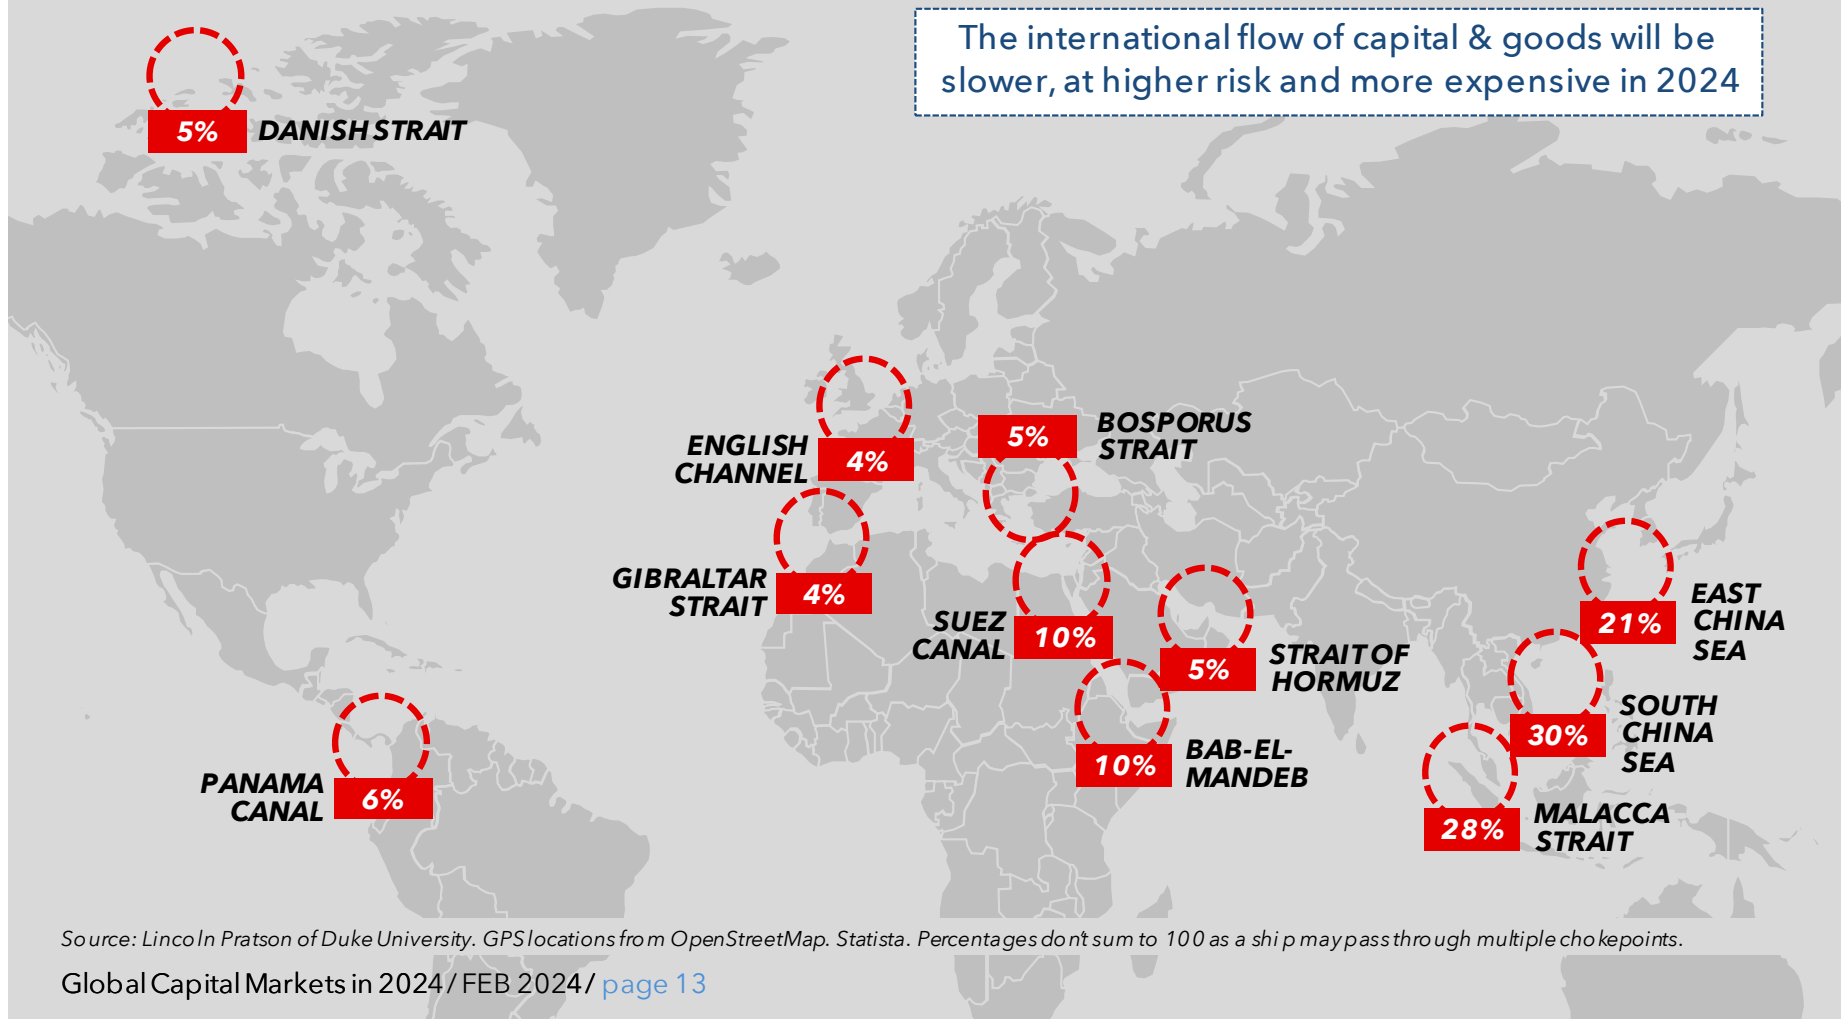 The international flow of capital & goods will be
slower, at higher risk and more expensive in 2024
5%
DANISH STRAIT
ENGLISH
CHANNEL
4%
5%
BOSPORUS
STRAIT
GIBRALTAR
STRAIT
4%
SUEZ
CANAL
10%
5%
STRAIT OF
HORMUZ
21%
EAST
CHINA
SEA
30%
SOUTH
CHINA
SEA
10%
BAB-EL-
MANDEB
PANAMA
CANAL
6%
28%
MALACCA
STRAIT
Source: Lincoln Pratson of Duke University. GPS locations from OpenStreetMap. Statista. Percentages don't sum to 100 as a ship may pass through multiple chokepoints.
Global Capital Markets in 2024/ FEB 2024/ page 13